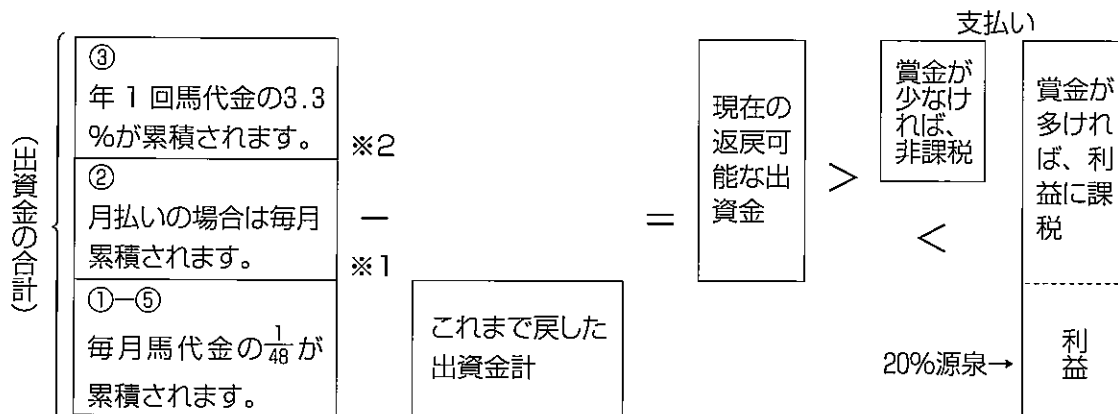 (出資金の合計)
③
年1回馬代金の3.3
%が累積されます。
②
月払いの場合は毎月
累積されます。
①−⑤
毎月馬代金の1/48が
累積されます。
※2
−
※1
これまで戻した
出資金計
=
現在の
返戻可
能な出
資金
>
<
支払い
賞金が
少なけ
れば、
非課税
賞金が
多けれ
ば、利
益に課
税
20%源泉→
利
益